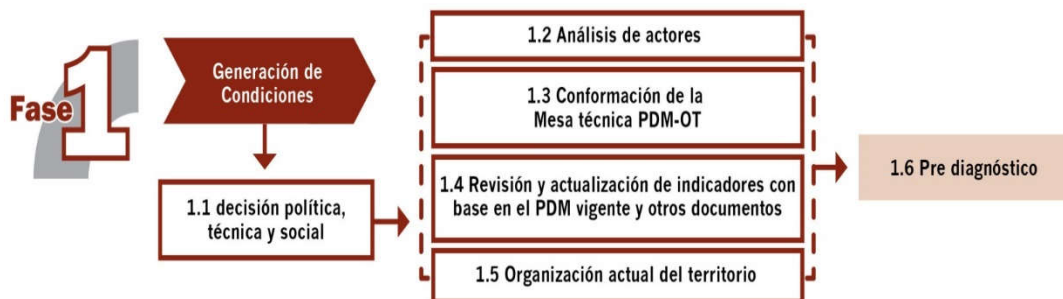 Fase 1
Generación de
Condiciones
1.1 decisión política,
técnica y social
1.2 Análisis de actores
1.3 Conformación de la
Mesa técnica PDM-OT
1.4 Revisión y actualización de indicadores con
base en el PDM vigente y otros documentos
1.5 Organización actual del territorio
1.6 Pre diagnóstico